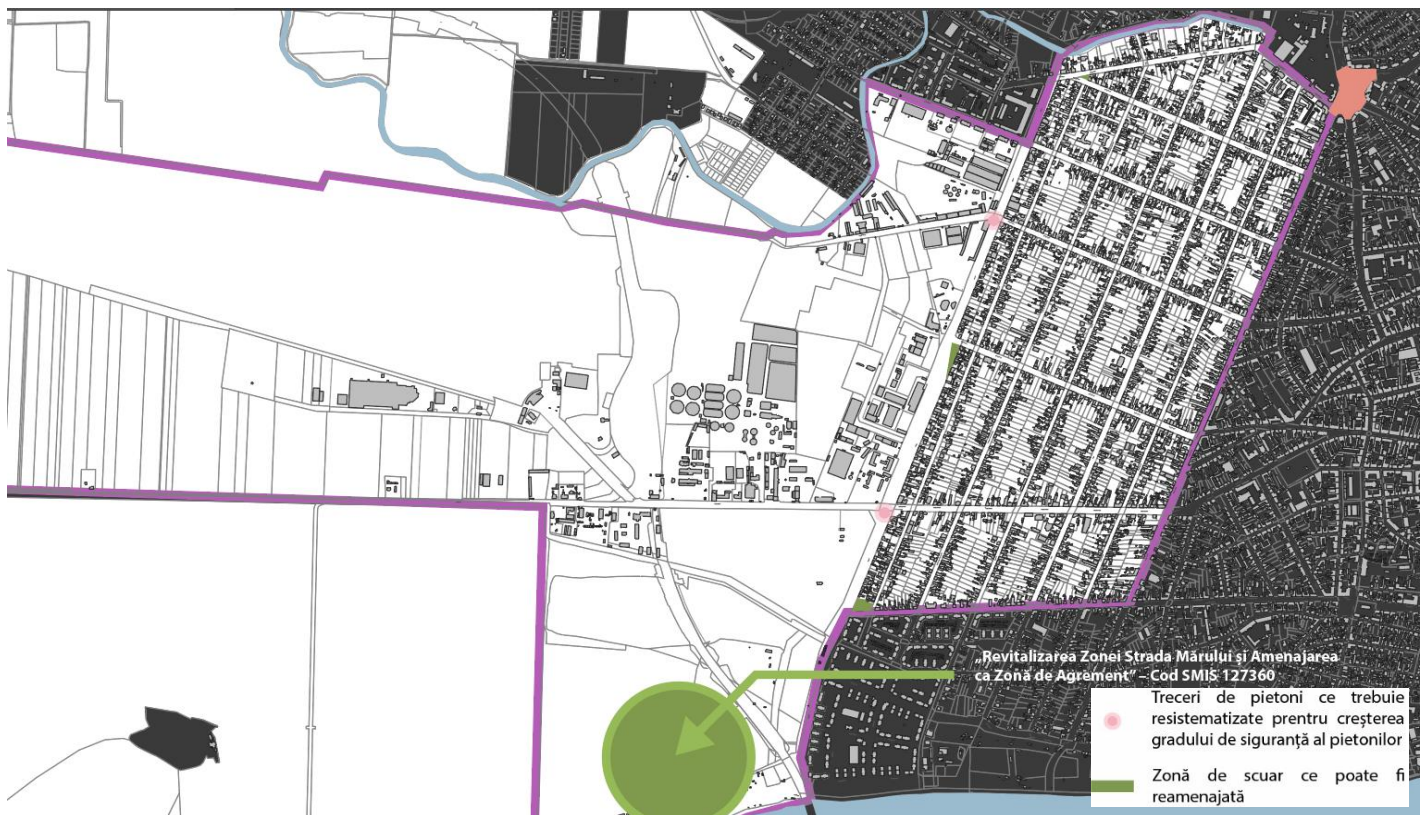 „Revitalizarea Zonei Strada Mărului și Amenajarea
ca Zonă de Agrement” – Cod SMIS 127360
Treceri de pietoni ce trebuie
resistematizate prentru creșterea
gradului de siguranță al pietonilor
Zonă de scuar ce poate fi
reamenajată